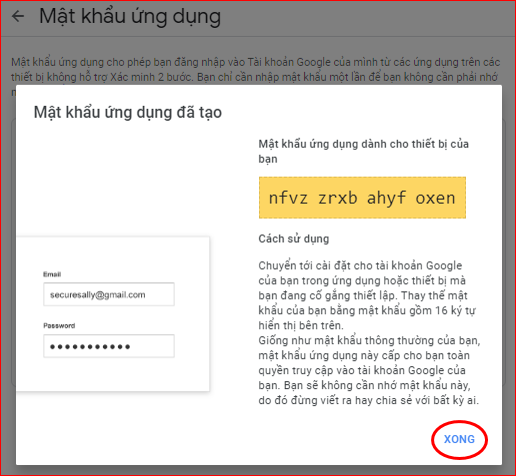 Mật khẩu ứng dụng
Mật khẩu ứng dụng cho phép bạn đăng nhập vào Tài khoản Google của mình từ các ứng dụng trên các
thiết bị không hỗ trợ Xác minh 2 bước. Bạn chỉ cần nhập mật khẩu một lần để bạn không cần phải nhớ
Mật khẩu ứng dụng đã tạo
Mật khẩu ứng dụng dành cho thiết bị của
bạn
nfvz zrxb ahyf oxen
Email
securesally@gmail.com
Password
Cách sử dụng
Chuyển tới cài đặt cho tài khoản Google
của bạn trong ứng dụng hoặc thiết bị mà
bạn đang cố gắng thiết lập. Thay thế mật
khẩu của bạn bằng mật khẩu gồm 16 ký tự
hiển thị bên trên.
Giống như mật khẩu thông thường của bạn,
mật khẩu ứng dụng này cấp cho bạn toàn
quyền truy cập vào tài khoản Google của
bạn. Bạn sẽ không cần nhớ mật khẩu này,
do đó đừng viết ra hay chia sẻ với bất kỳ ai.
XONG